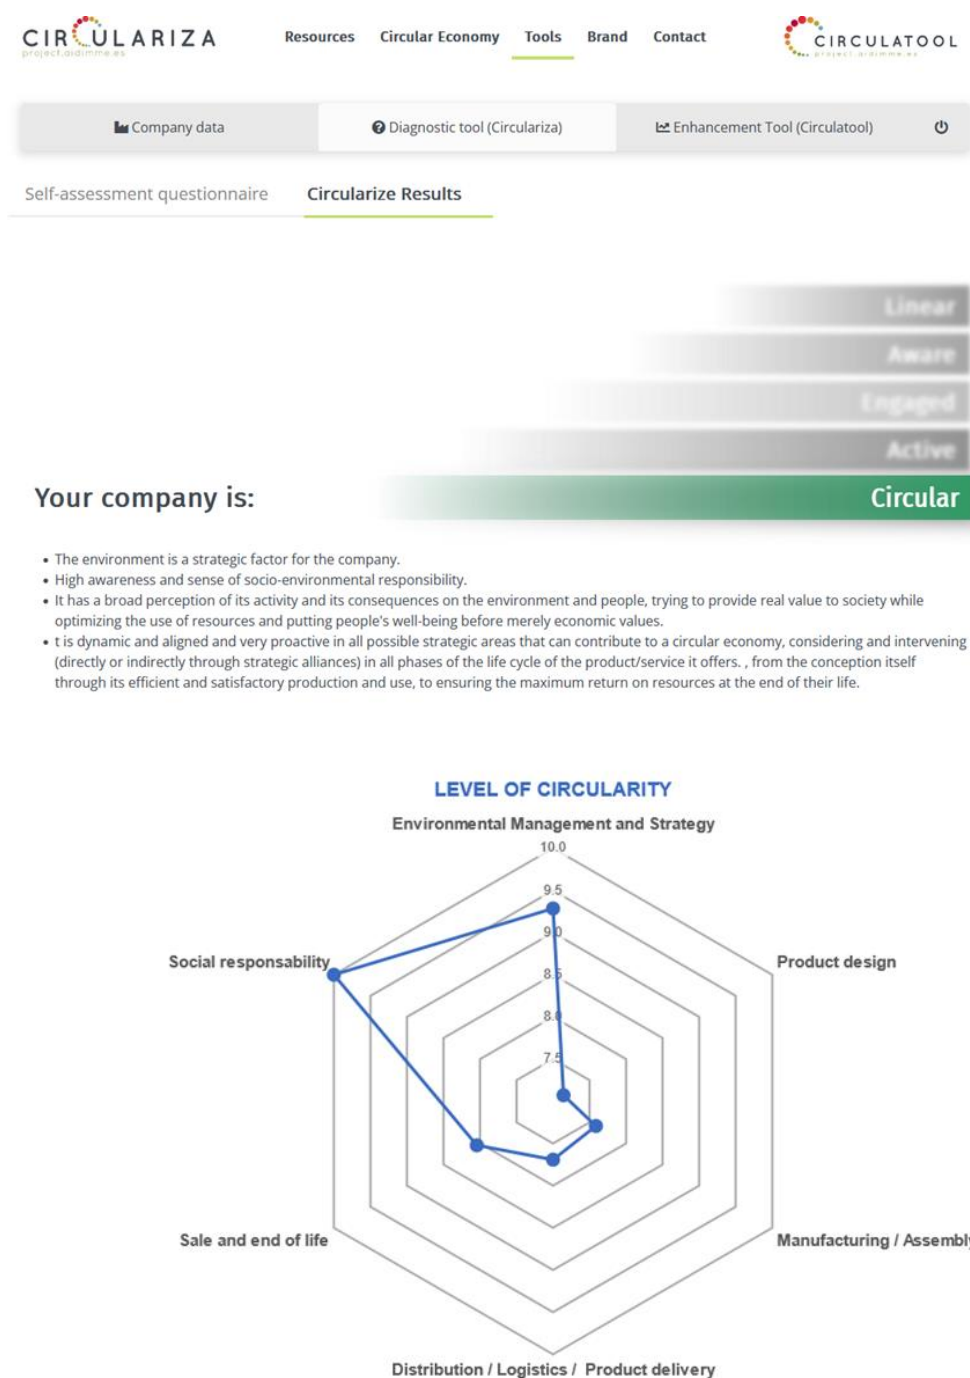 CIRCULARIZA
project.aidimme.es
Resources Circular Economy Tools Brand Contact
CIRCULATOOL
project.aidimme.es
Company data
Diagnostic tool (Circulariza)
Enhancement Tool (Circulatool)
Self-assessment questionnaire
Circularize Results
Linear
Aware
Engaged
Active
Your company is:
Circular
• The environment is a strategic factor for the company.
• High awareness and sense of socio-environmental responsibility.
• It has a broad perception of its activity and its consequences on the environment and people, trying to provide real value to society while
optimizing the use of resources and putting people's well-being before merely economic values.
• t is dynamic and aligned and very proactive in all possible strategic areas that can contribute to a circular economy, considering and intervening
(directly or indirectly through strategic alliances) in all phases of the life cycle of the product/service it offers. , from the conception itself
through its efficient and satisfactory production and use, to ensuring the maximum return on resources at the end of their life.
LEVEL OF CIRCULARITY
Environmental Management and Strategy
10.0
9.5
9.0
Social responsability
Product design
8.5
8.0
7.5
Sale and end of life
Manufacturing / Assembly
Distribution / Logistics / Product delivery